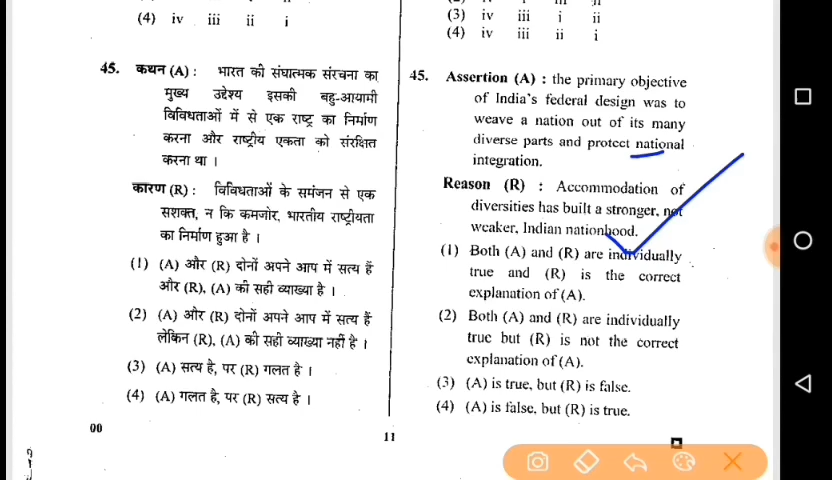 (4) iv iii ii i
45. कथन (A) : भारत की संघात्मक संरचना का
मुख्य उद्देश्य इसकी बहु-आयामी
विविधताओं में से एक राष्ट्र का निर्माण
करना और राष्ट्रीय एकता को संरक्षित
करना था ।
कारण (R) : विविधताओं के समंजन से एक
सशक्त, न कि कमजोर, भारतीय राष्ट्रीयता
का निर्माण हुआ है ।
(1) (A) और (R) दोनों अपने आप में सत्य हैं
और (R), (A) की सही व्याख्या है ।
(2) (A) और (R) दोनों अपने आप में सत्य हैं
लेकिन (R), (A) की सही व्याख्या नहीं है ।
(3) (A) सत्य है, पर (R) गलत है ।
(4) (A) गलत है, पर (R) सत्य है ।
00
(3) iv iii i ii
(4) iv iii ii i
45. Assertion (A) : the primary objective
of India's federal design was to
weave a nation out of its many
diverse parts and protect national
integration.
Reason (R) : Accommodation of
diversities has built a stronger, not
weaker, Indian nationhood.
(1) Both (A) and (R) are individually
true and (R) is the correct
explanation of (A).
(2) Both (A) and (R) are individually
true but (R) is not the correct
explanation of (A).
(3) (A) is true, but (R) is false.
(4) (A) is false, but (R) is true.
11